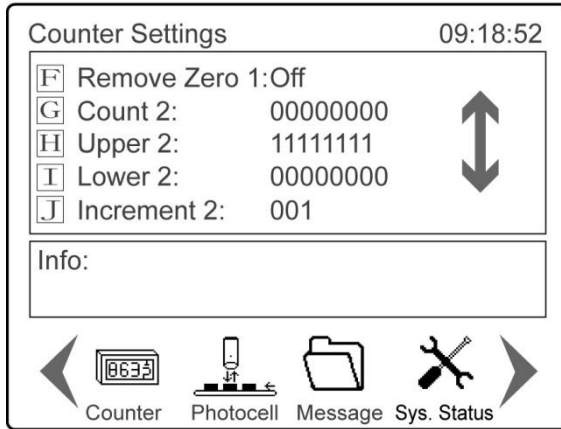 Counter Settings 09:18:52
F Remove Zero 1:Off
G Count 2: 00000000
H Upper 2: 11111111
I Lower 2: 00000000
J Increment 2: 001
Info:
Counter Photocell Message Sys. Status